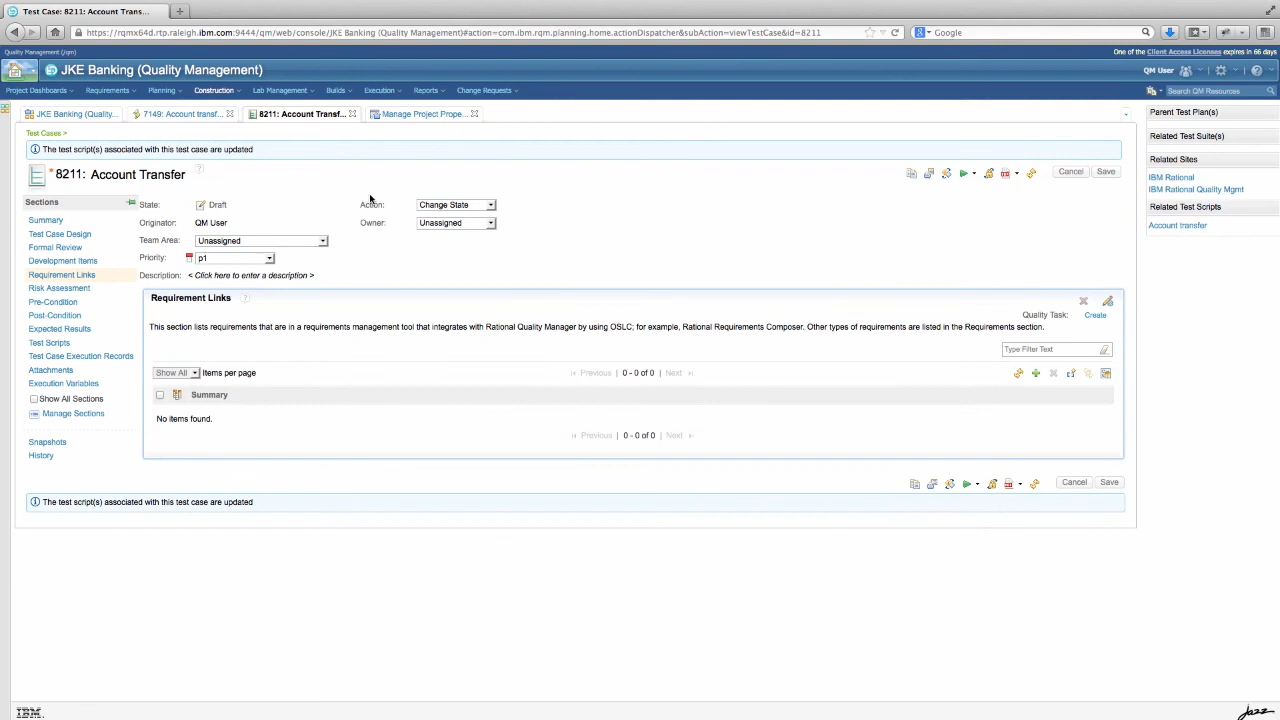 Test Case: 8211: Account Trans...
https://rqmx64d.rtp.raleigh.ibm.com:9444/qm/web/console/JKE Banking (Quality Management)#action=com.ibm.rqm.planning.home.actionDispatcher&subAction=viewTestCase&id=8211
Google
Quality Management (/qm)
One of the Client Access Licenses expires in 66 days
JKE Banking (Quality Management)
QM User
Project Dashboards Requirements Planning Construction Lab Management Builds Execution Reports Change Requests
Search QM Resources
JKE Banking (Quality... 7149: Account transf... 8211: Account Transf... Manage Project Prope...
Parent Test Plan(s)
Test Cases >
Related Test Suite(s)
The test script(s) associated with this test case are updated
Related Sites
* 8211: Account Transfer ?
Cancel Save
IBM Rational
IBM Rational Quality Mgmt
Sections
State: Draft Action: Change State
Related Test Scripts
Summary
Originator: QM User Owner: Unassigned
Account transfer
Test Case Design
Team Area: Unassigned
Formal Review
Priority: p1
Development Items
Requirement Links
Description: < Click here to enter a description >
Risk Assessment
Requirement Links ?
Pre-Condition
Post-Condition
Quality Task: Create
Expected Results
This section lists requirements that are in a requirements management tool that integrates with Rational Quality Manager by using OSLC; for example, Rational Requirements Composer. Other types of requirements are listed in the Requirements section.
Test Scripts
Type Filter Text
Test Case Execution Records
Attachments
Show All Items per page Previous | 0 - 0 of 0 | Next
Execution Variables
Show All Sections
Summary
Manage Sections
No items found.
Previous | 0 - 0 of 0 | Next
Snapshots
History
Cancel Save
The test script(s) associated with this test case are updated
IBM
jazz